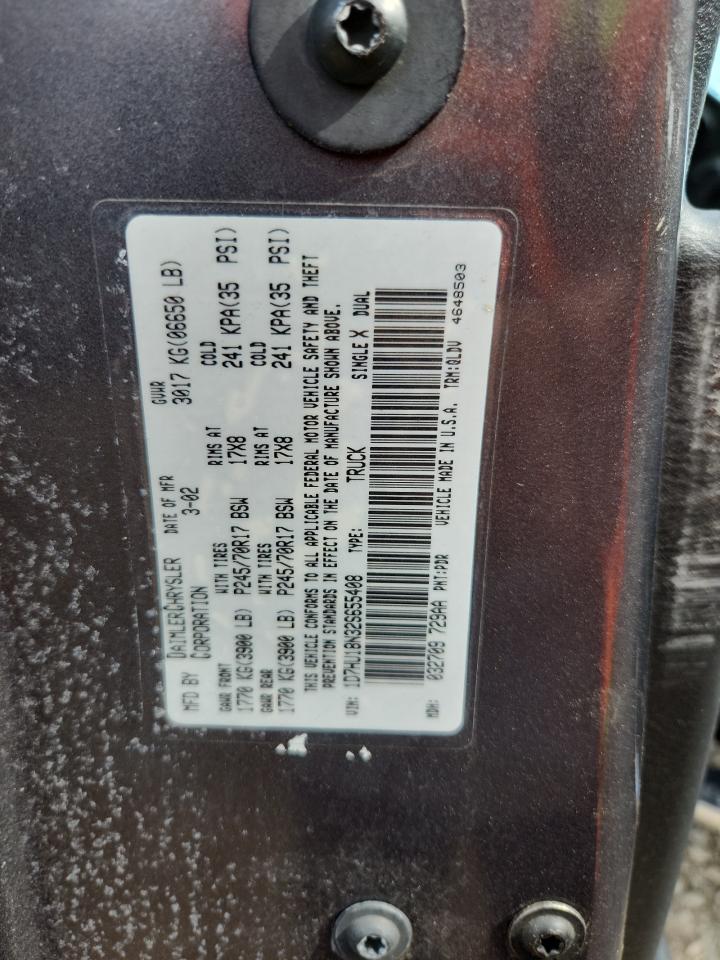 MFD BY DAIMLERCHRYSLER CORPORATION DATE OF MFR 3-02 GVWR 3017 KG(06650 LB)
GAWR FRONT WITH TIRES RIMS AT COLD
1770 KG(3900 LB) P245/70R17 BSW 17X8 241 KPA(35 PSI)
GAWR REAR WITH TIRES RIMS AT COLD
1770 KG(3900 LB) P245/70R17 BSW 17X8 241 KPA(35 PSI)
THIS VEHICLE CONFORMS TO ALL APPLICABLE FEDERAL MOTOR VEHICLE SAFETY AND THEFT
PREVENTION STANDARDS IN EFFECT ON THE DATE OF MANUFACTURE SHOWN ABOVE.
VIN: 1D7HU18N32S655408 TYPE: TRUCK SINGLE X DUAL
MDH: 032709 729AA PNT:PDR VEHICLE MADE IN U.S.A. TRM:QLDV 4648503